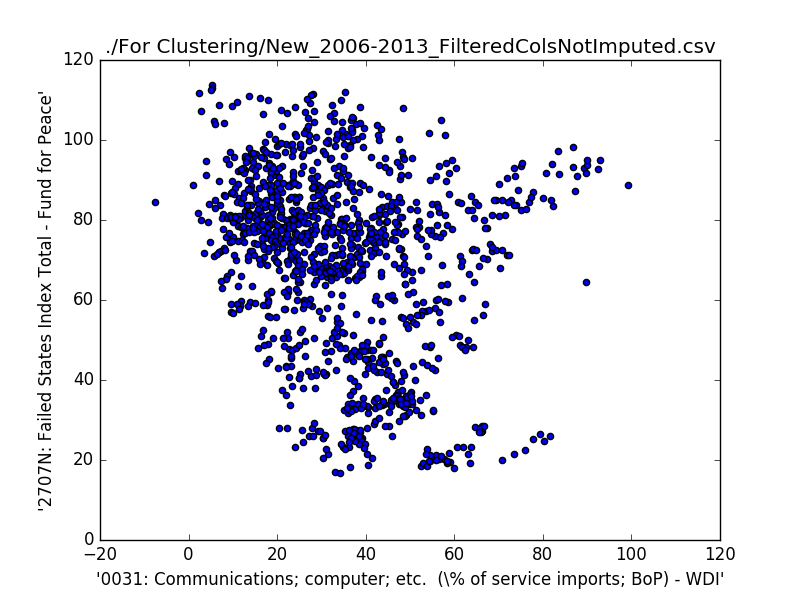 ./For Clustering/New_2006-2013_FilteredColsNotImputed.csv
120
100
80
60
40
20
0
'2707N: Failed States Index Total - Fund for Peace'
−20 0 20 40 60 80 100 120
'0031: Communications; computer; etc.  (\% of service imports; BoP) - WDI'